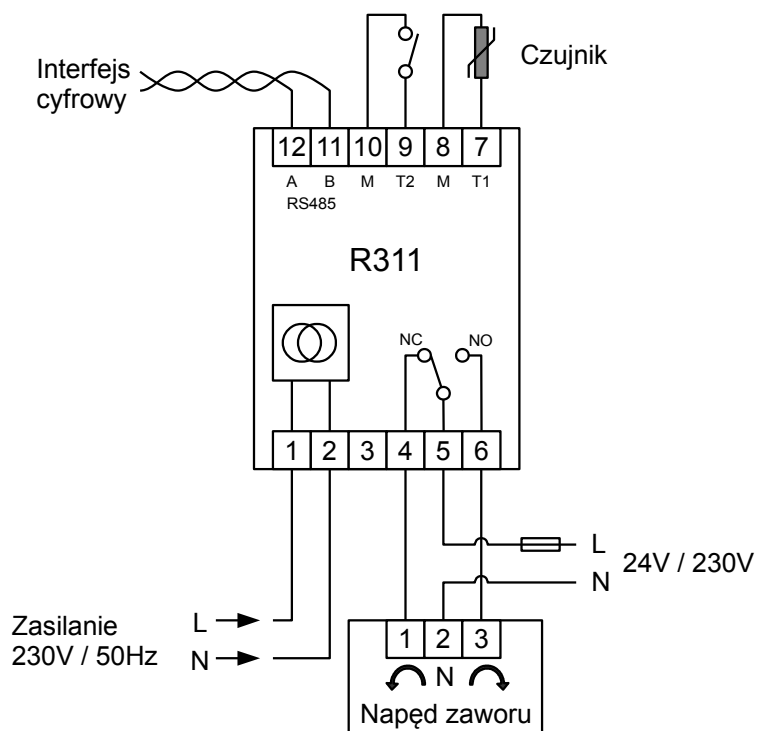 Interfejs
cyfrowy
Czujnik
12 11 10 9 8 7
A B M T2 M T1
RS485
R311
NC NO
1 2 3 4 5 6
L
24V / 230V
N
Zasilanie
230V / 50Hz
L
N
1 2 3
N
Napęd zaworu